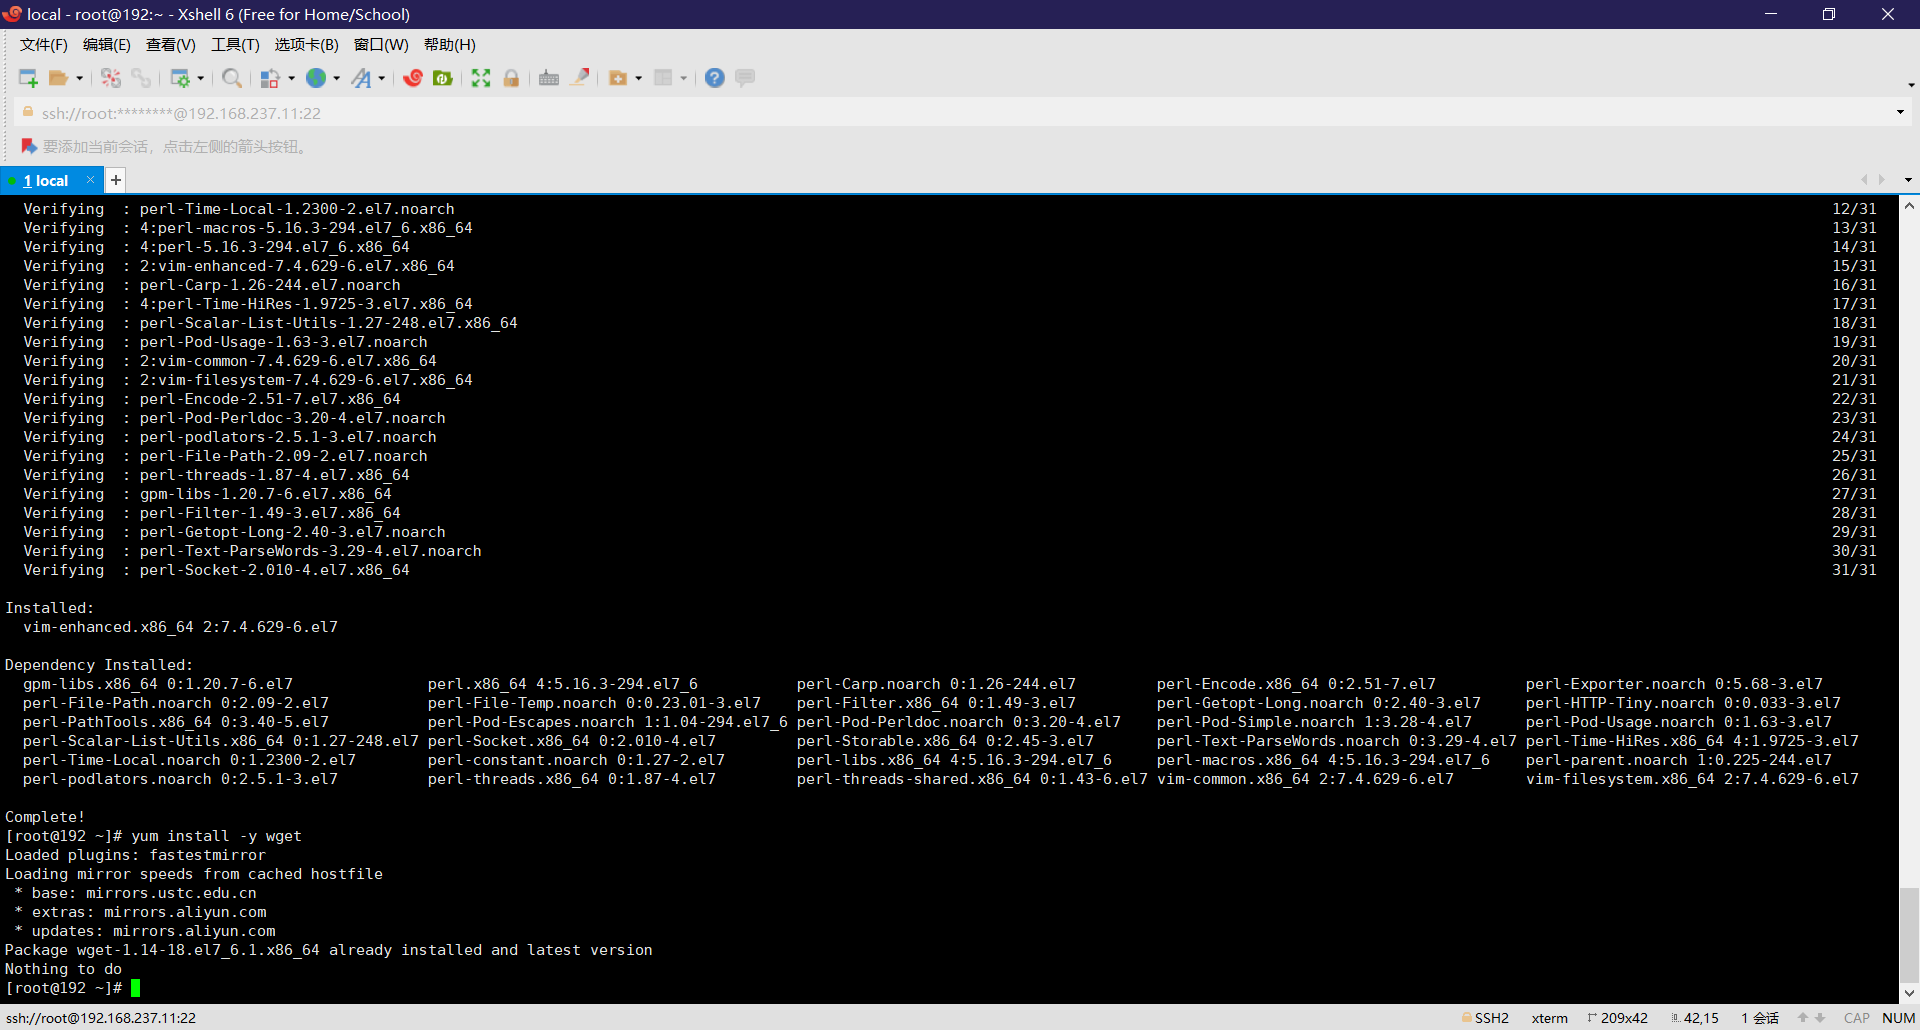 local - root@192:~ - Xshell 6 (Free for Home/School)
文件(F) 编辑(E) 查看(V) 工具(T) 选项卡(B) 窗口(W) 帮助(H)
ssh://root:********@192.168.237.11:22
要添加当前会话，点击左侧的箭头按钮。
1 local × +
Verifying : perl-Time-Local-1.2300-2.el7.noarch 12/31
Verifying : 4:perl-macros-5.16.3-294.el7_6.x86_64 13/31
Verifying : 4:perl-5.16.3-294.el7_6.x86_64 14/31
Verifying : 2:vim-enhanced-7.4.629-6.el7.x86_64 15/31
Verifying : perl-Carp-1.26-244.el7.noarch 16/31
Verifying : 4:perl-Time-HiRes-1.9725-3.el7.x86_64 17/31
Verifying : perl-Scalar-List-Utils-1.27-248.el7.x86_64 18/31
Verifying : perl-Pod-Usage-1.63-3.el7.noarch 19/31
Verifying : 2:vim-common-7.4.629-6.el7.x86_64 20/31
Verifying : 2:vim-filesystem-7.4.629-6.el7.x86_64 21/31
Verifying : perl-Encode-2.51-7.el7.x86_64 22/31
Verifying : perl-Pod-Perldoc-3.20-4.el7.noarch 23/31
Verifying : perl-podlators-2.5.1-3.el7.noarch 24/31
Verifying : perl-File-Path-2.09-2.el7.noarch 25/31
Verifying : perl-threads-1.87-4.el7.x86_64 26/31
Verifying : gpm-libs-1.20.7-6.el7.x86_64 27/31
Verifying : perl-Filter-1.49-3.el7.x86_64 28/31
Verifying : perl-Getopt-Long-2.40-3.el7.noarch 29/31
Verifying : perl-Text-ParseWords-3.29-4.el7.noarch 30/31
Verifying : perl-Socket-2.010-4.el7.x86_64 31/31
Installed:
vim-enhanced.x86_64 2:7.4.629-6.el7
Dependency Installed:
gpm-libs.x86_64 0:1.20.7-6.el7 perl.x86_64 4:5.16.3-294.el7_6 perl-Carp.noarch 0:1.26-244.el7 perl-Encode.x86_64 0:2.51-7.el7 perl-Exporter.noarch 0:5.68-3.el7
perl-File-Path.noarch 0:2.09-2.el7 perl-File-Temp.noarch 0:0.23.01-3.el7 perl-Filter.x86_64 0:1.49-3.el7 perl-Getopt-Long.noarch 0:2.40-3.el7 perl-HTTP-Tiny.noarch 0:0.033-3.el7
perl-PathTools.x86_64 0:3.40-5.el7 perl-Pod-Escapes.noarch 1:1.04-294.el7_6 perl-Pod-Perldoc.noarch 0:3.20-4.el7 perl-Pod-Simple.noarch 1:3.28-4.el7 perl-Pod-Usage.noarch 0:1.63-3.el7
perl-Scalar-List-Utils.x86_64 0:1.27-248.el7 perl-Socket.x86_64 0:2.010-4.el7 perl-Storable.x86_64 0:2.45-3.el7 perl-Text-ParseWords.noarch 0:3.29-4.el7 perl-Time-HiRes.x86_64 4:1.9725-3.el7
perl-Time-Local.noarch 0:1.2300-2.el7 perl-constant.noarch 0:1.27-2.el7 perl-libs.x86_64 4:5.16.3-294.el7_6 perl-macros.x86_64 4:5.16.3-294.el7_6 perl-parent.noarch 1:0.225-244.el7
perl-podlators.noarch 0:2.5.1-3.el7 perl-threads.x86_64 0:1.87-4.el7 perl-threads-shared.x86_64 0:1.43-6.el7 vim-common.x86_64 2:7.4.629-6.el7 vim-filesystem.x86_64 2:7.4.629-6.el7
Complete!
[root@192 ~]# yum install -y wget
Loaded plugins: fastestmirror
Loading mirror speeds from cached hostfile
* base: mirrors.ustc.edu.cn
* extras: mirrors.aliyun.com
* updates: mirrors.aliyun.com
Package wget-1.14-18.el7_6.1.x86_64 already installed and latest version
Nothing to do
[root@192 ~]#
ssh://root@192.168.237.11:22 SSH2 xterm 209x42 42,15 1 会话 CAP NUM